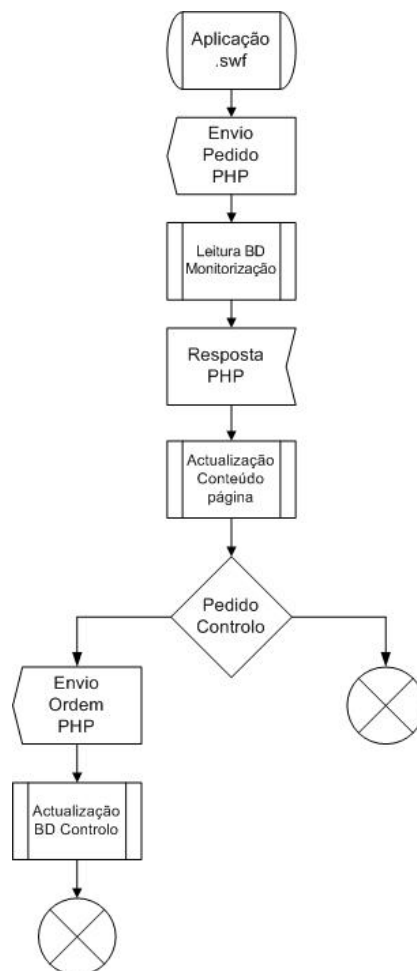 Aplicação
.swf
Envio
Pedido
PHP
Leitura BD
Monitorização
Resposta
PHP
Actualização
Conteúdo
página
Pedido
Controlo
Envio
Ordem
PHP
Actualização
BD Controlo